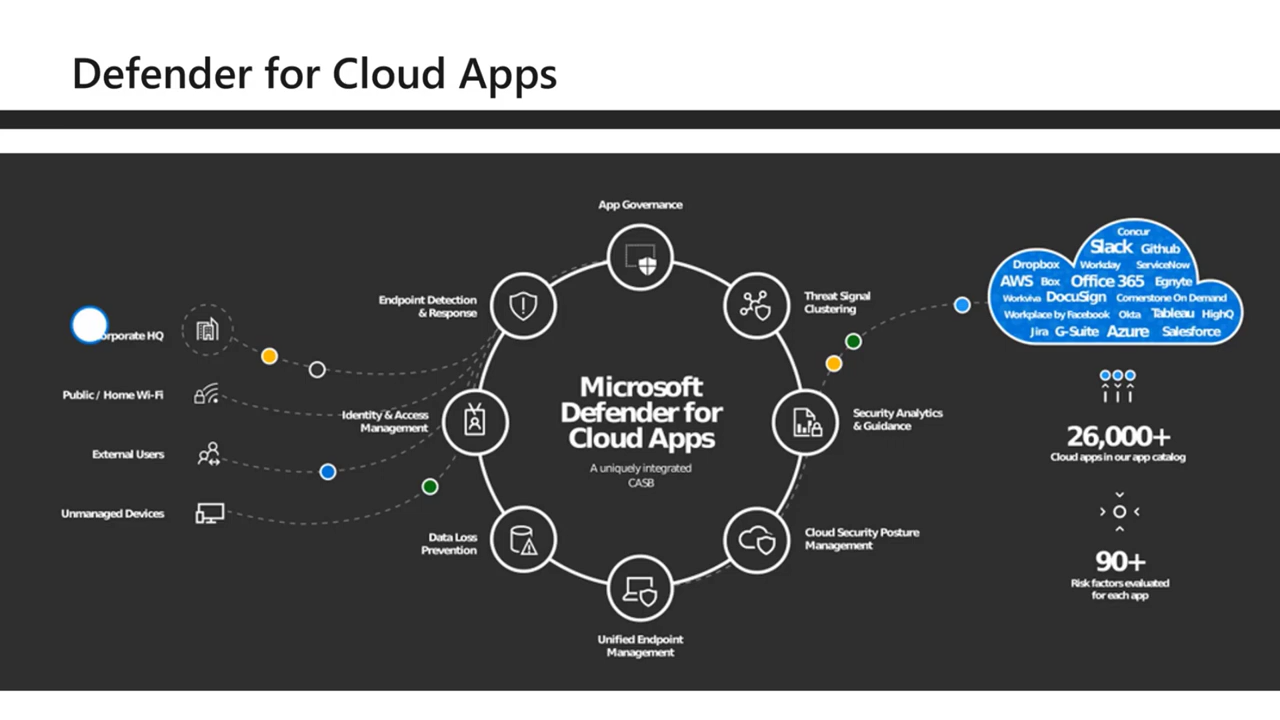 Defender for Cloud Apps
App Governance
Endpoint Detection
& Response
Threat Signal
Clustering
orporate HQ
Public / Home Wi-Fi
External Users
Unmanaged Devices
Identity & Access
Management
Data Loss
Prevention
Microsoft
Defender for
Cloud Apps
A uniquely integrated
CASB
Security Analytics
& Guidance
Cloud Security Posture
Management
Unified Endpoint
Management
Concur
Slack Github
Dropbox Workday ServiceNow
AWS Box Office 365 Egnyte
Workviva DocuSign Cornerstone On Demand
Workplace by Facebook Okta Tableau HighQ
Jira G-Suite Azure Salesforce
26,000+
Cloud apps in our app catalog
90+
Risk factors evaluated
for each app